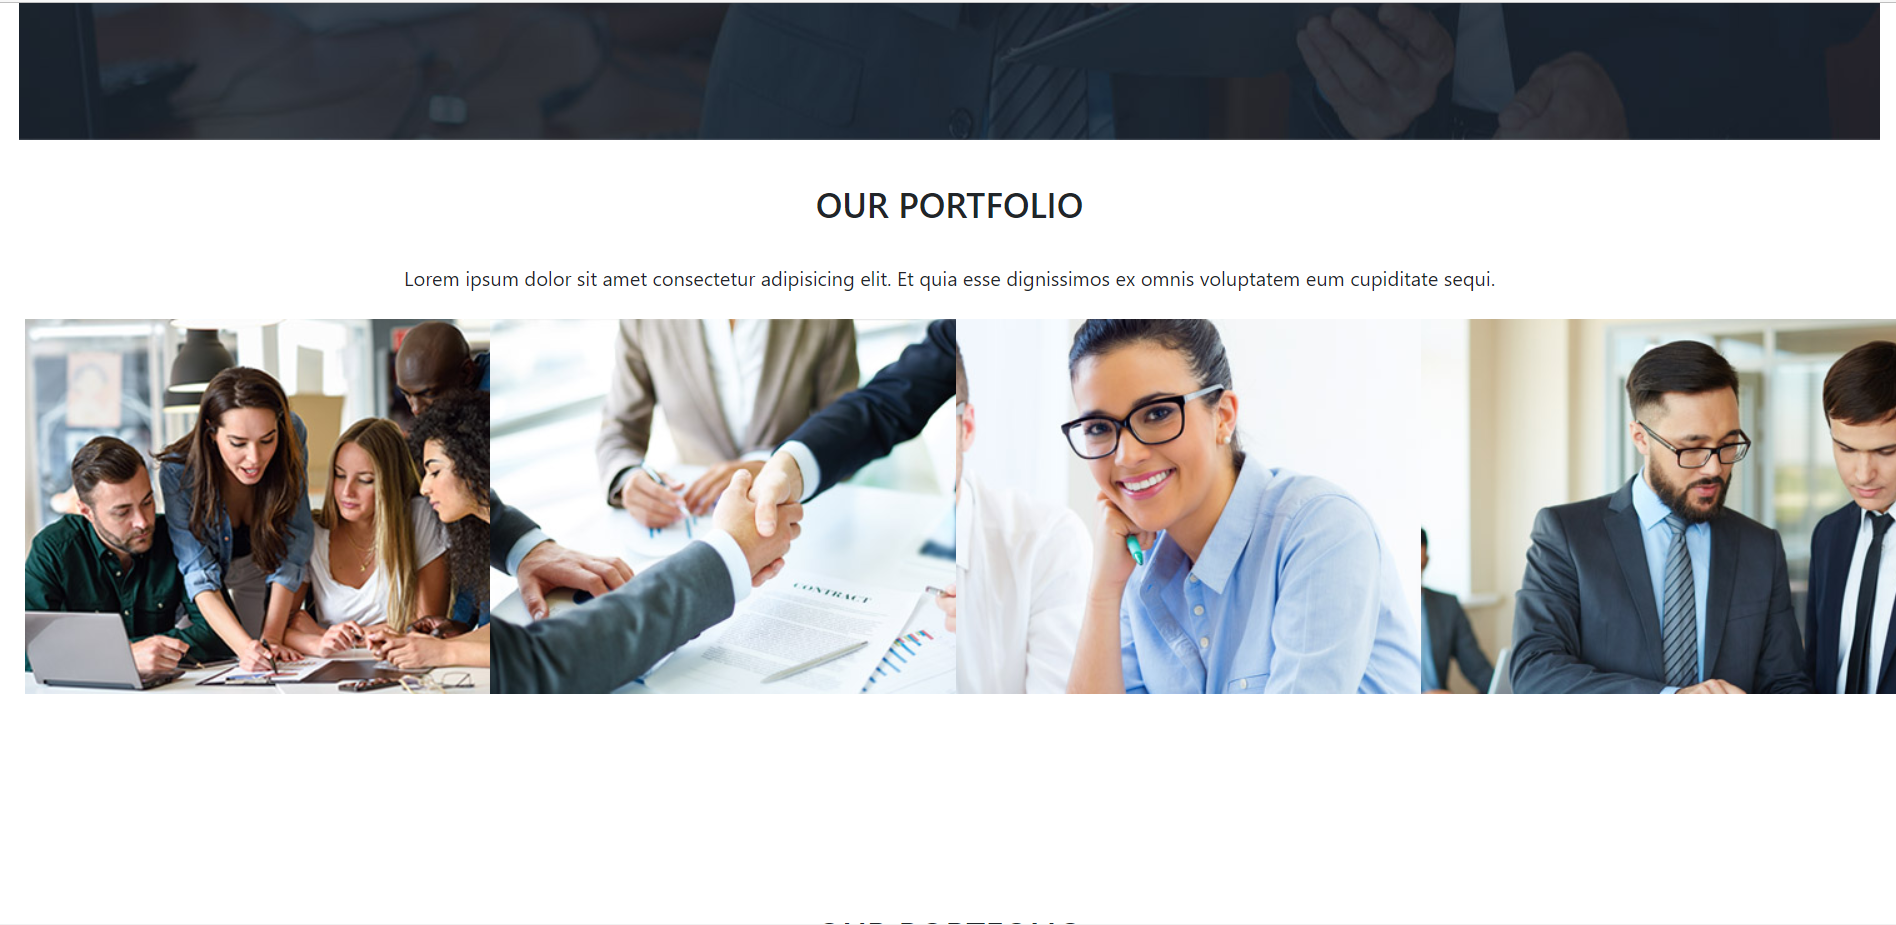 OUR PORTFOLIO
Lorem ipsum dolor sit amet consectetur adipisicing elit. Et quia esse dignissimos ex omnis voluptatem eum cupiditate sequi.
CONTRACT